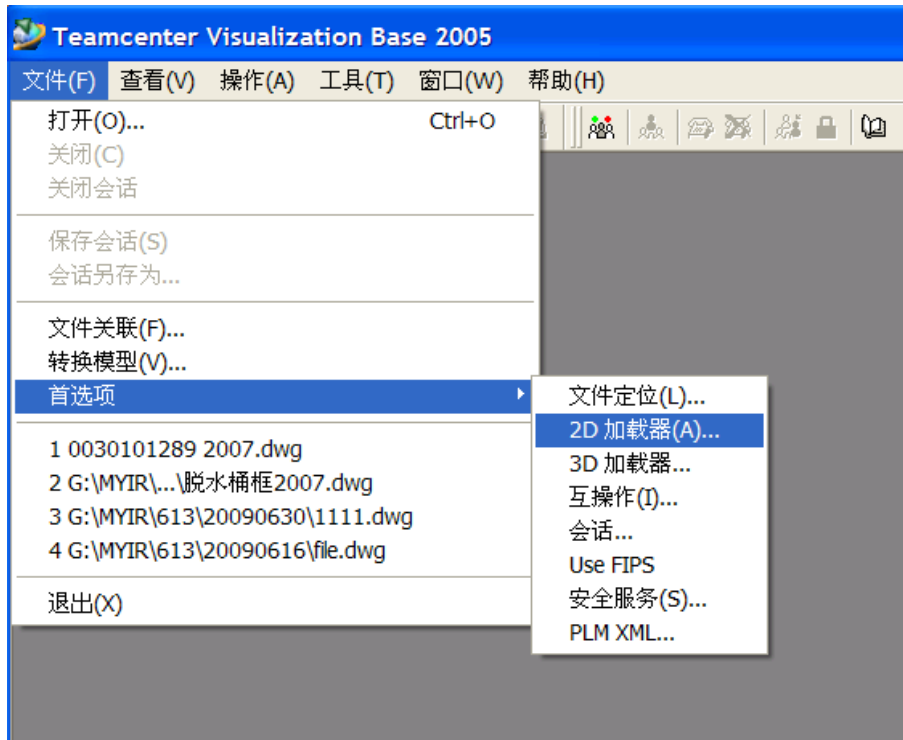 Teamcenter Visualization Base 2005
文件(F) 查看(V) 操作(A) 工具(T) 窗口(W) 帮助(H)
打开(O)... Ctrl+O
关闭(C)
关闭会话
保存会话(S)
会话另存为...
文件关联(F)...
转换模型(V)...
首选项
1 0030101289 2007.dwg
2 G:\MYIR\...\脱水桶框2007.dwg
3 G:\MYIR\613\20090630\1111.dwg
4 G:\MYIR\613\20090616\file.dwg
退出(X)
文件定位(L)...
2D 加载器(A)...
3D 加载器...
互操作(I)...
会话...
Use FIPS
安全服务(S)...
PLM XML...